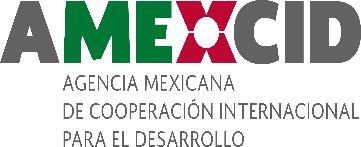 AMEXCID
AGENCIA MEXICANA
DE COOPERACIÓN INTERNACIONAL
PARA EL DESARROLLO